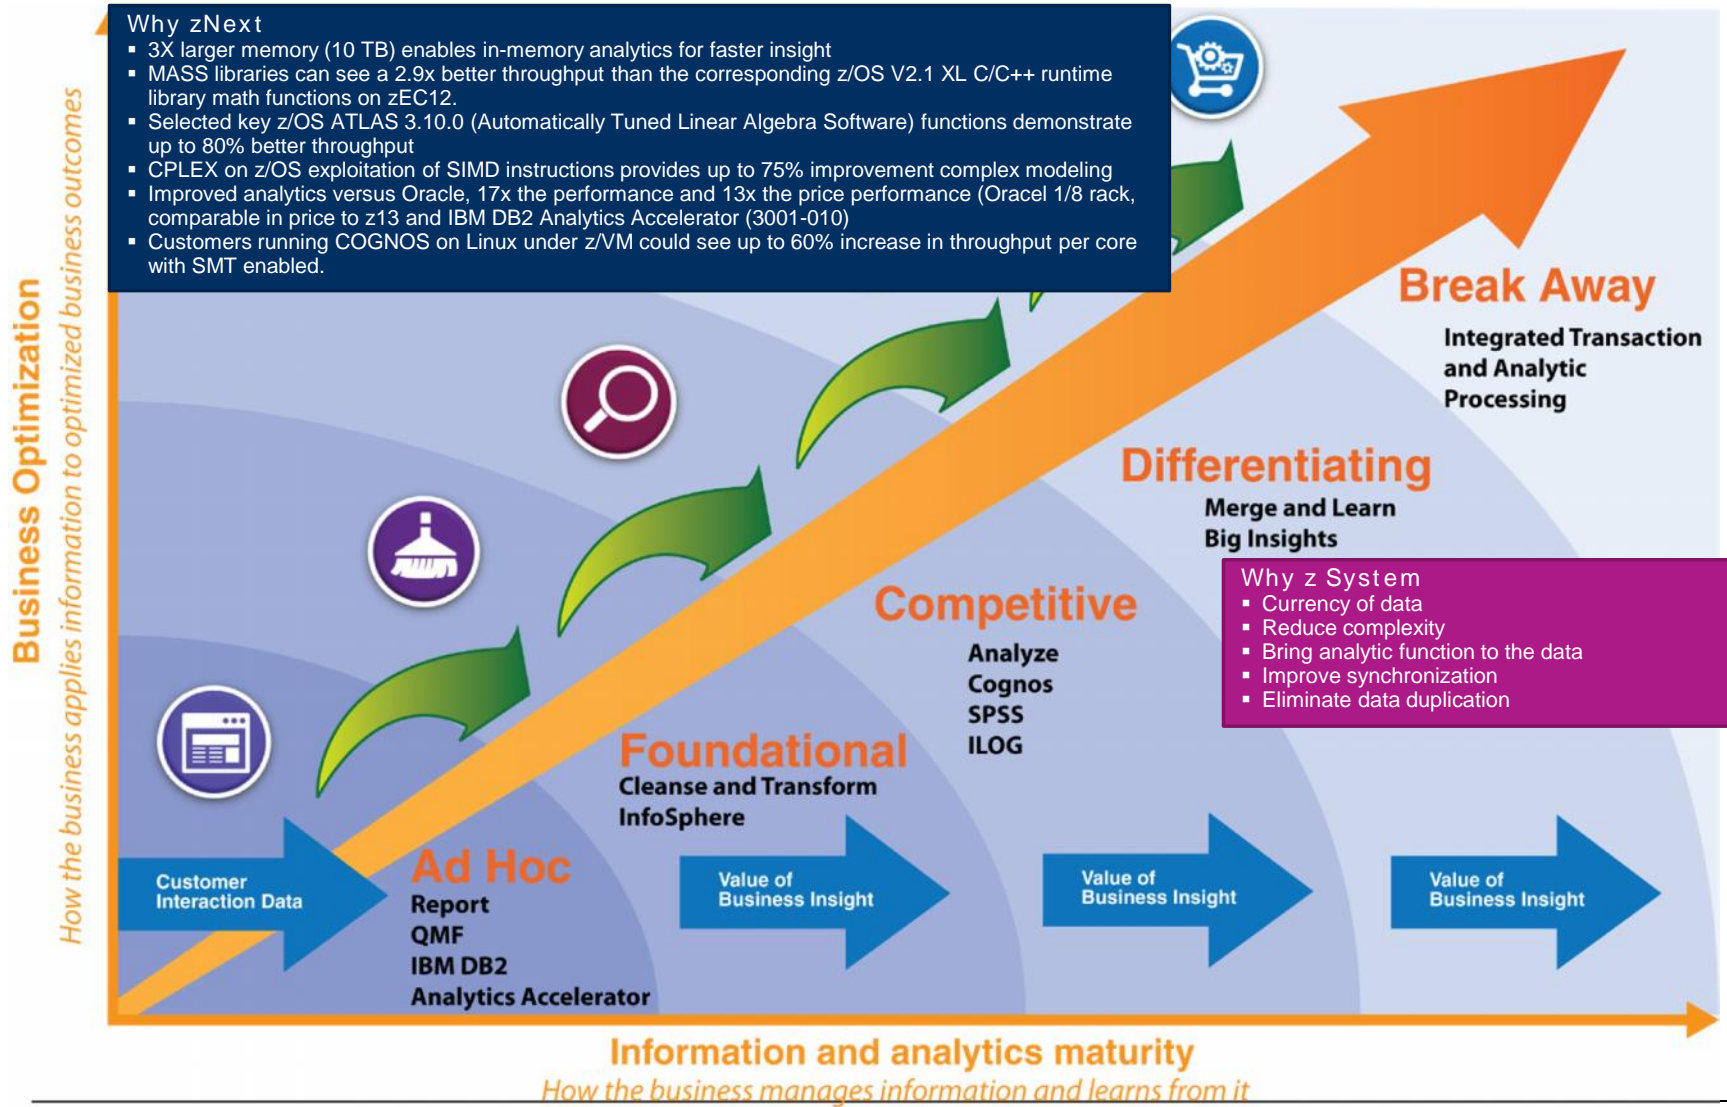 Why zNext
▪ 3X larger memory (10 TB) enables in-memory analytics for faster insight
▪ MASS libraries can see a 2.9x better throughput than the corresponding z/OS V2.1 XL C/C++ runtime
library math functions on zEC12.
▪ Selected key z/OS ATLAS 3.10.0 (Automatically Tuned Linear Algebra Software) functions demonstrate
up to 80% better throughput
▪ CPLEX on z/OS exploitation of SIMD instructions provides up to 75% improvement complex modeling
▪ Improved analytics versus Oracle, 17x the performance and 13x the price performance (Oracel 1/8 rack,
comparable in price to z13 and IBM DB2 Analytics Accelerator (3001-010)
▪ Customers running COGNOS on Linux under z/VM could see up to 60% increase in throughput per core
with SMT enabled.
Business Optimization
How the business applies information to optimized business outcomes
Break Away
Integrated Transaction
and Analytic
Processing
Differentiating
Merge and Learn
Big Insights
Why z System
▪ Currency of data
▪ Reduce complexity
▪ Bring analytic function to the data
▪ Improve synchronization
▪ Eliminate data duplication
Competitive
Analyze
Cognos
SPSS
ILOG
Foundational
Cleanse and Transform
InfoSphere
Ad Hoc
Report
QMF
IBM DB2
Analytics Accelerator
Customer
Interaction Data
Value of
Business Insight
Value of
Business Insight
Value of
Business Insight
Information and analytics maturity
How the business manages information and learns from it